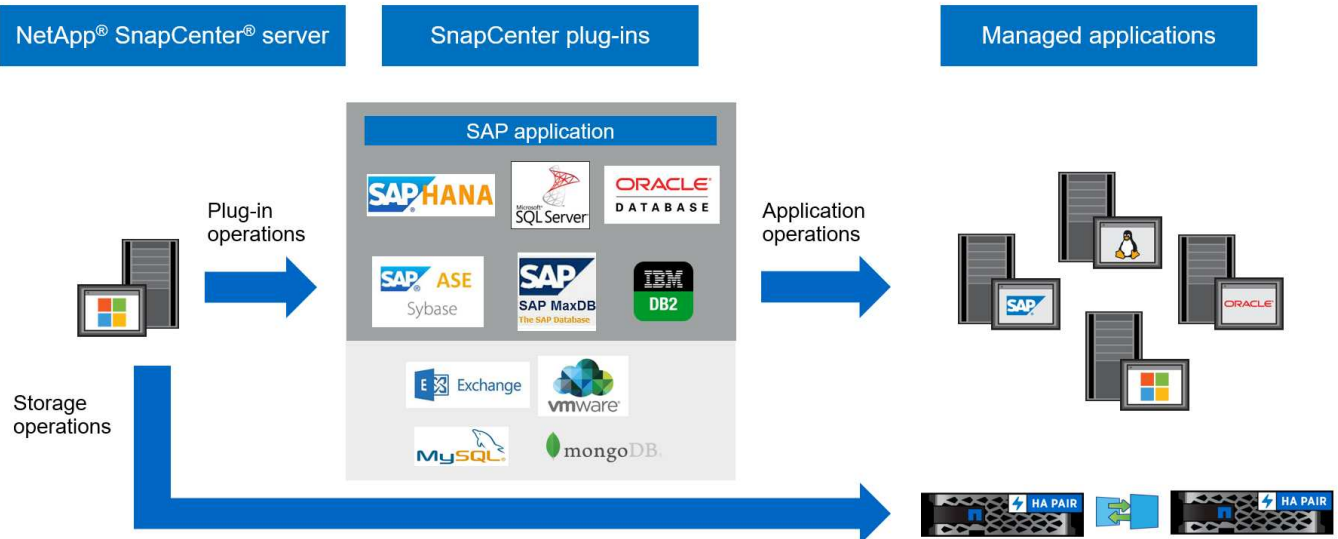 NetApp® SnapCenter® server
SnapCenter plug-ins
Managed applications
SAP application
SAP HANA
Microsoft®
SQL Server®
ORACLE®
DATABASE
Plug-in
operations
Application
operations
SAP® ASE
Sybase
SAP
SAP MaxDB
The SAP Database
IBM
DB2
SAP
ORACLE
E Exchange
vmware®
MySQL®
mongoDB.
Storage
operations
HA PAIR
HA PAIR